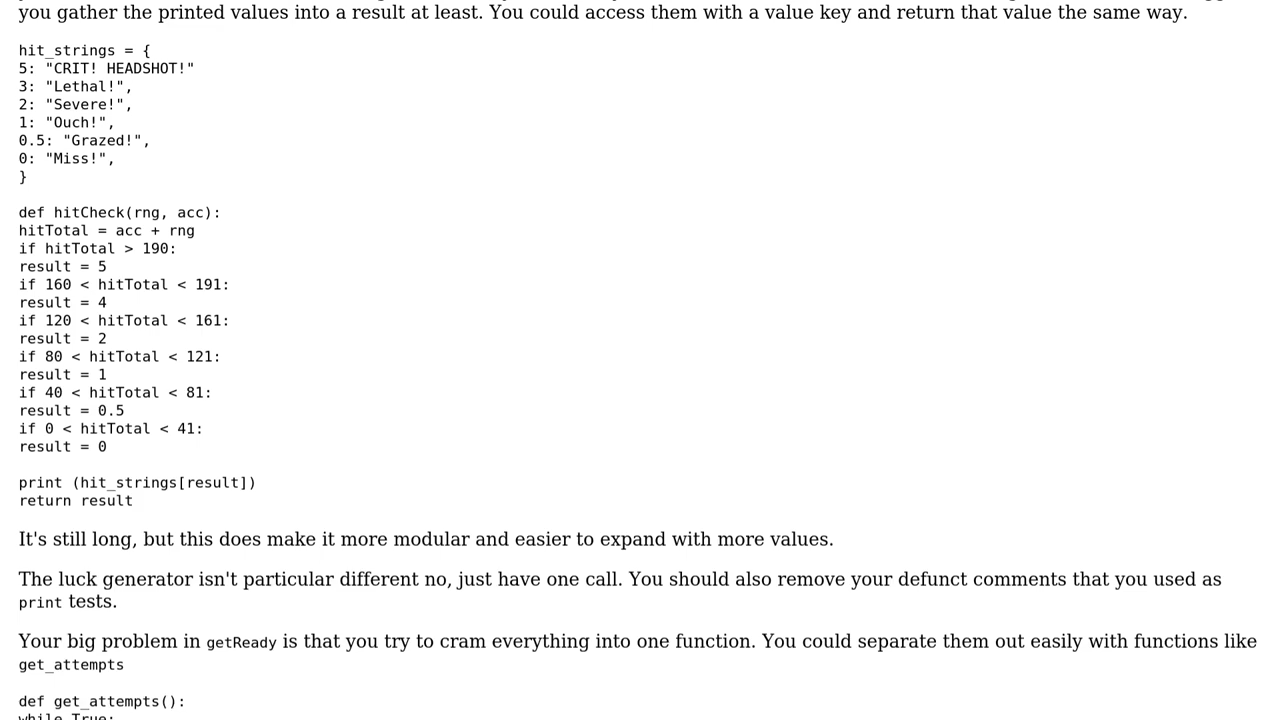 you gather the printed values into a result at least. You could access them with a value key and return that value the same way.
hit_strings = {
5: "CRIT! HEADSHOT!"
3: "Lethal!",
2: "Severe!",
1: "Ouch!",
0.5: "Grazed!",
0: "Miss!",
}
def hitCheck(rng, acc):
hitTotal = acc + rng
if hitTotal > 190:
result = 5
if 160 < hitTotal < 191:
result = 4
if 120 < hitTotal < 161:
result = 2
if 80 < hitTotal < 121:
result = 1
if 40 < hitTotal < 81:
result = 0.5
if 0 < hitTotal < 41:
result = 0
print (hit_strings[result])
return result
It's still long, but this does make it more modular and easier to expand with more values.
The luck generator isn't particular different no, just have one call. You should also remove your defunct comments that you used as
print tests.
Your big problem in getReady is that you try to cram everything into one function. You could separate them out easily with functions like
get_attempts
def get_attempts():
while True: